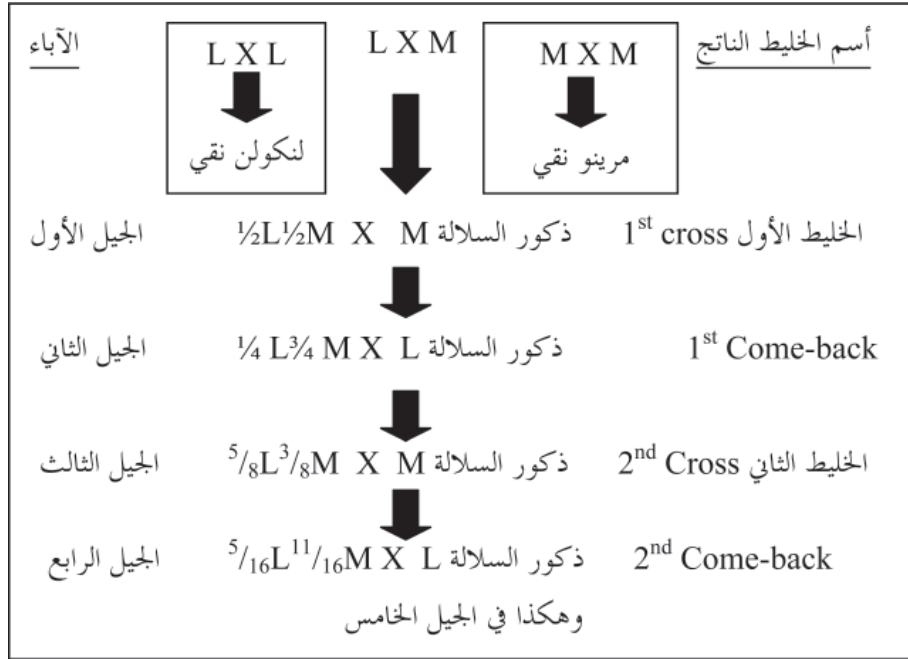 أسم الخليط الناتج M X M L X M L X L الآباء
مرينو نقي لنكولن نقي
الخليط الأول 1st cross ذكور السلالة ½L½M X M الجيل الأول
1st Come-back ذكور السلالة ¼ L¾ M X L الجيل الثاني
الخليط الثاني 2nd Cross ذكور السلالة 5/8L3/8M X M الجيل الثالث
2nd Come-back ذكور السلالة 5/16L11/16M X L الجيل الرابع
وهكذا في الجيل الخامس